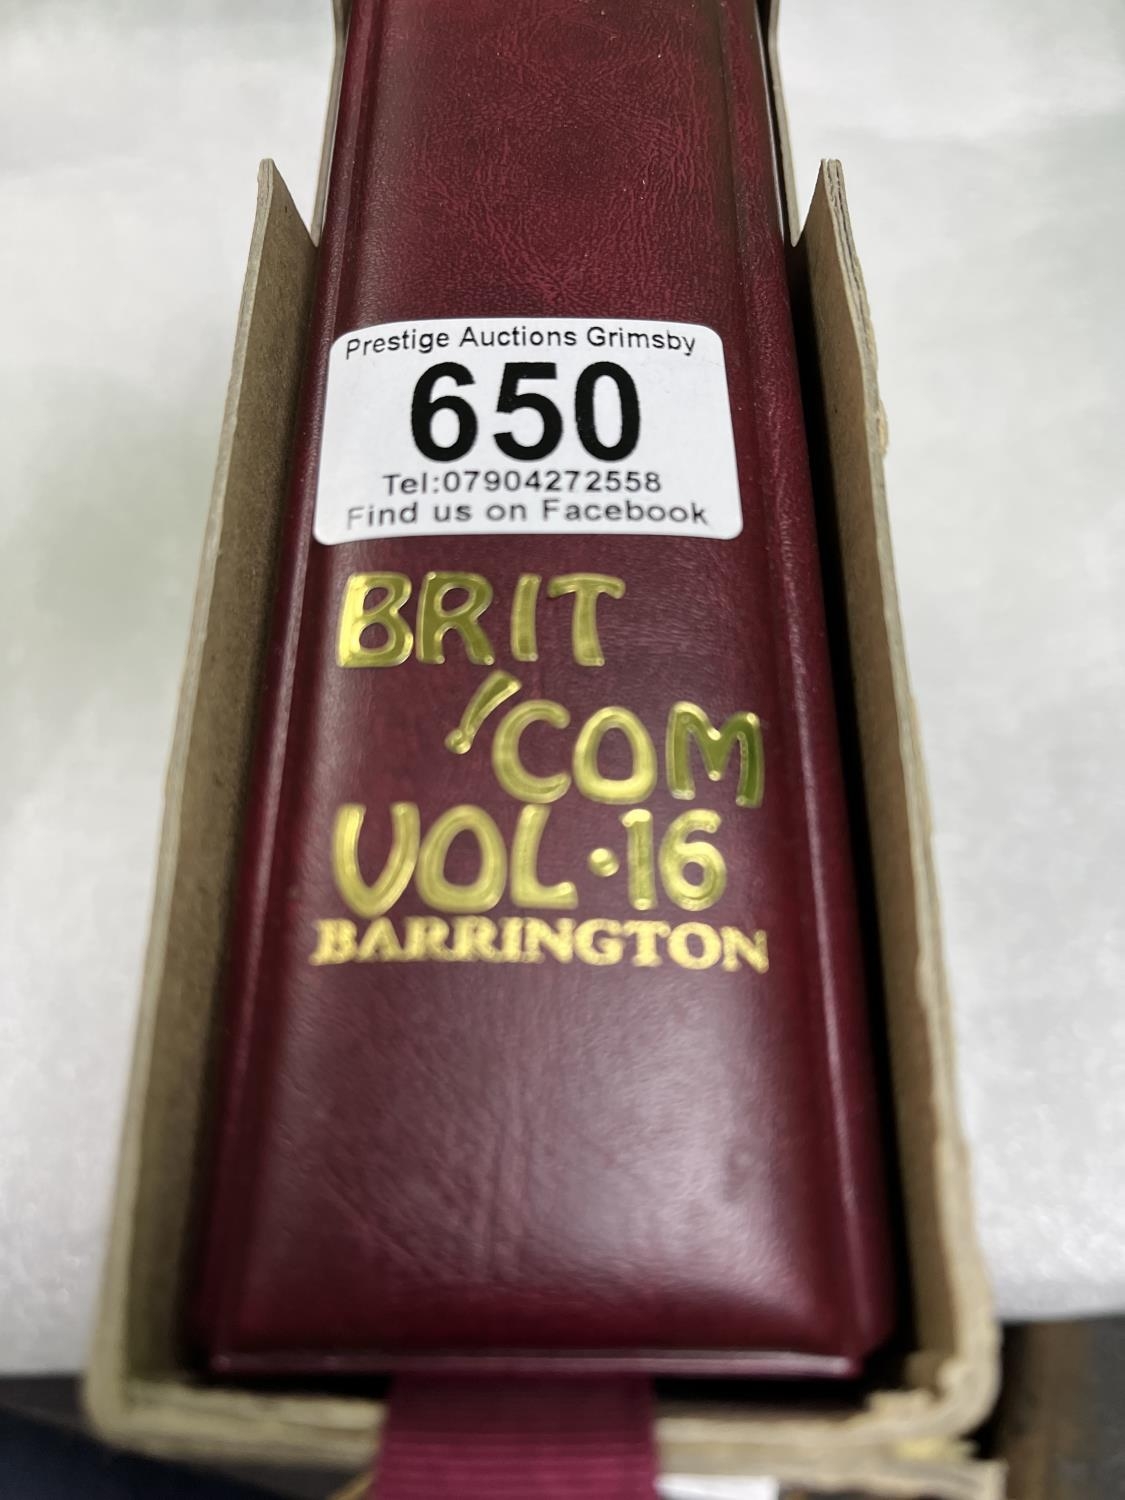 Prestige Auctions Grimsby
650
Tel:07904272558
Find us on Facebook
BRIT
!COM
VOL·16
BARRINGTON